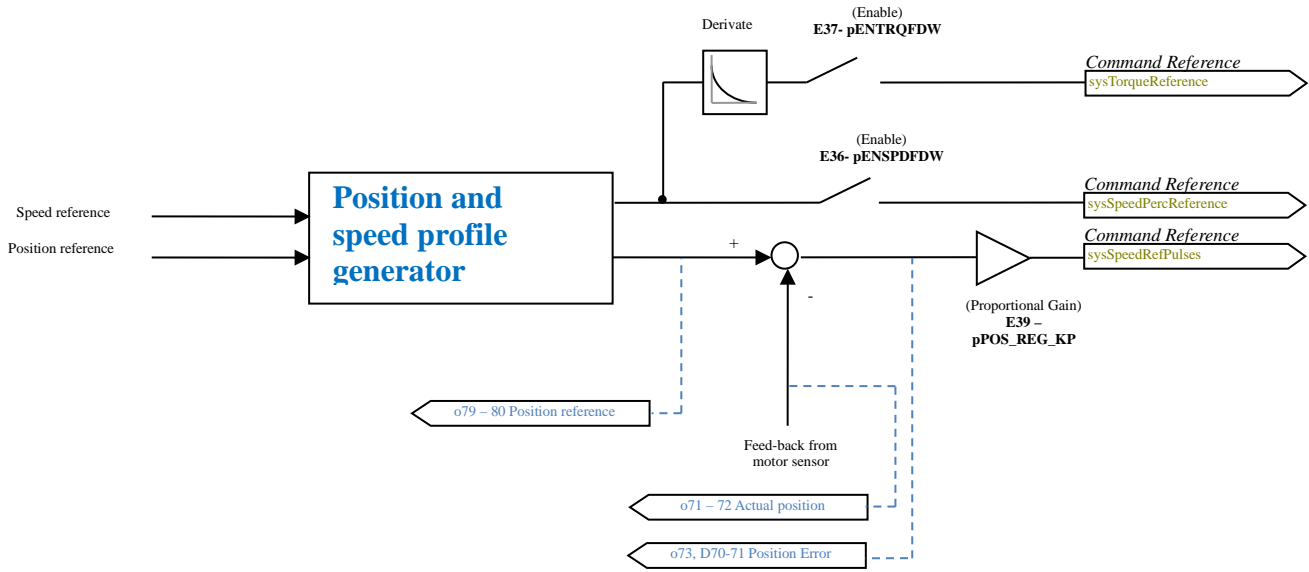 (Enable)
Derivate
E37- pENTRQFDW
Command Reference
sysTorqueReference
(Enable)
E36- pENSPDFDW
Position and
speed profile
generator
Speed reference
Position reference
Command Reference
sysSpeedPercReference
Command Reference
sysSpeedRefPulses
+
-
(Proportional Gain)
E39 –
pPOS_REG_KP
o79 – 80 Position reference
Feed-back from
motor sensor
o71 – 72 Actual position
o73, D70-71 Position Error